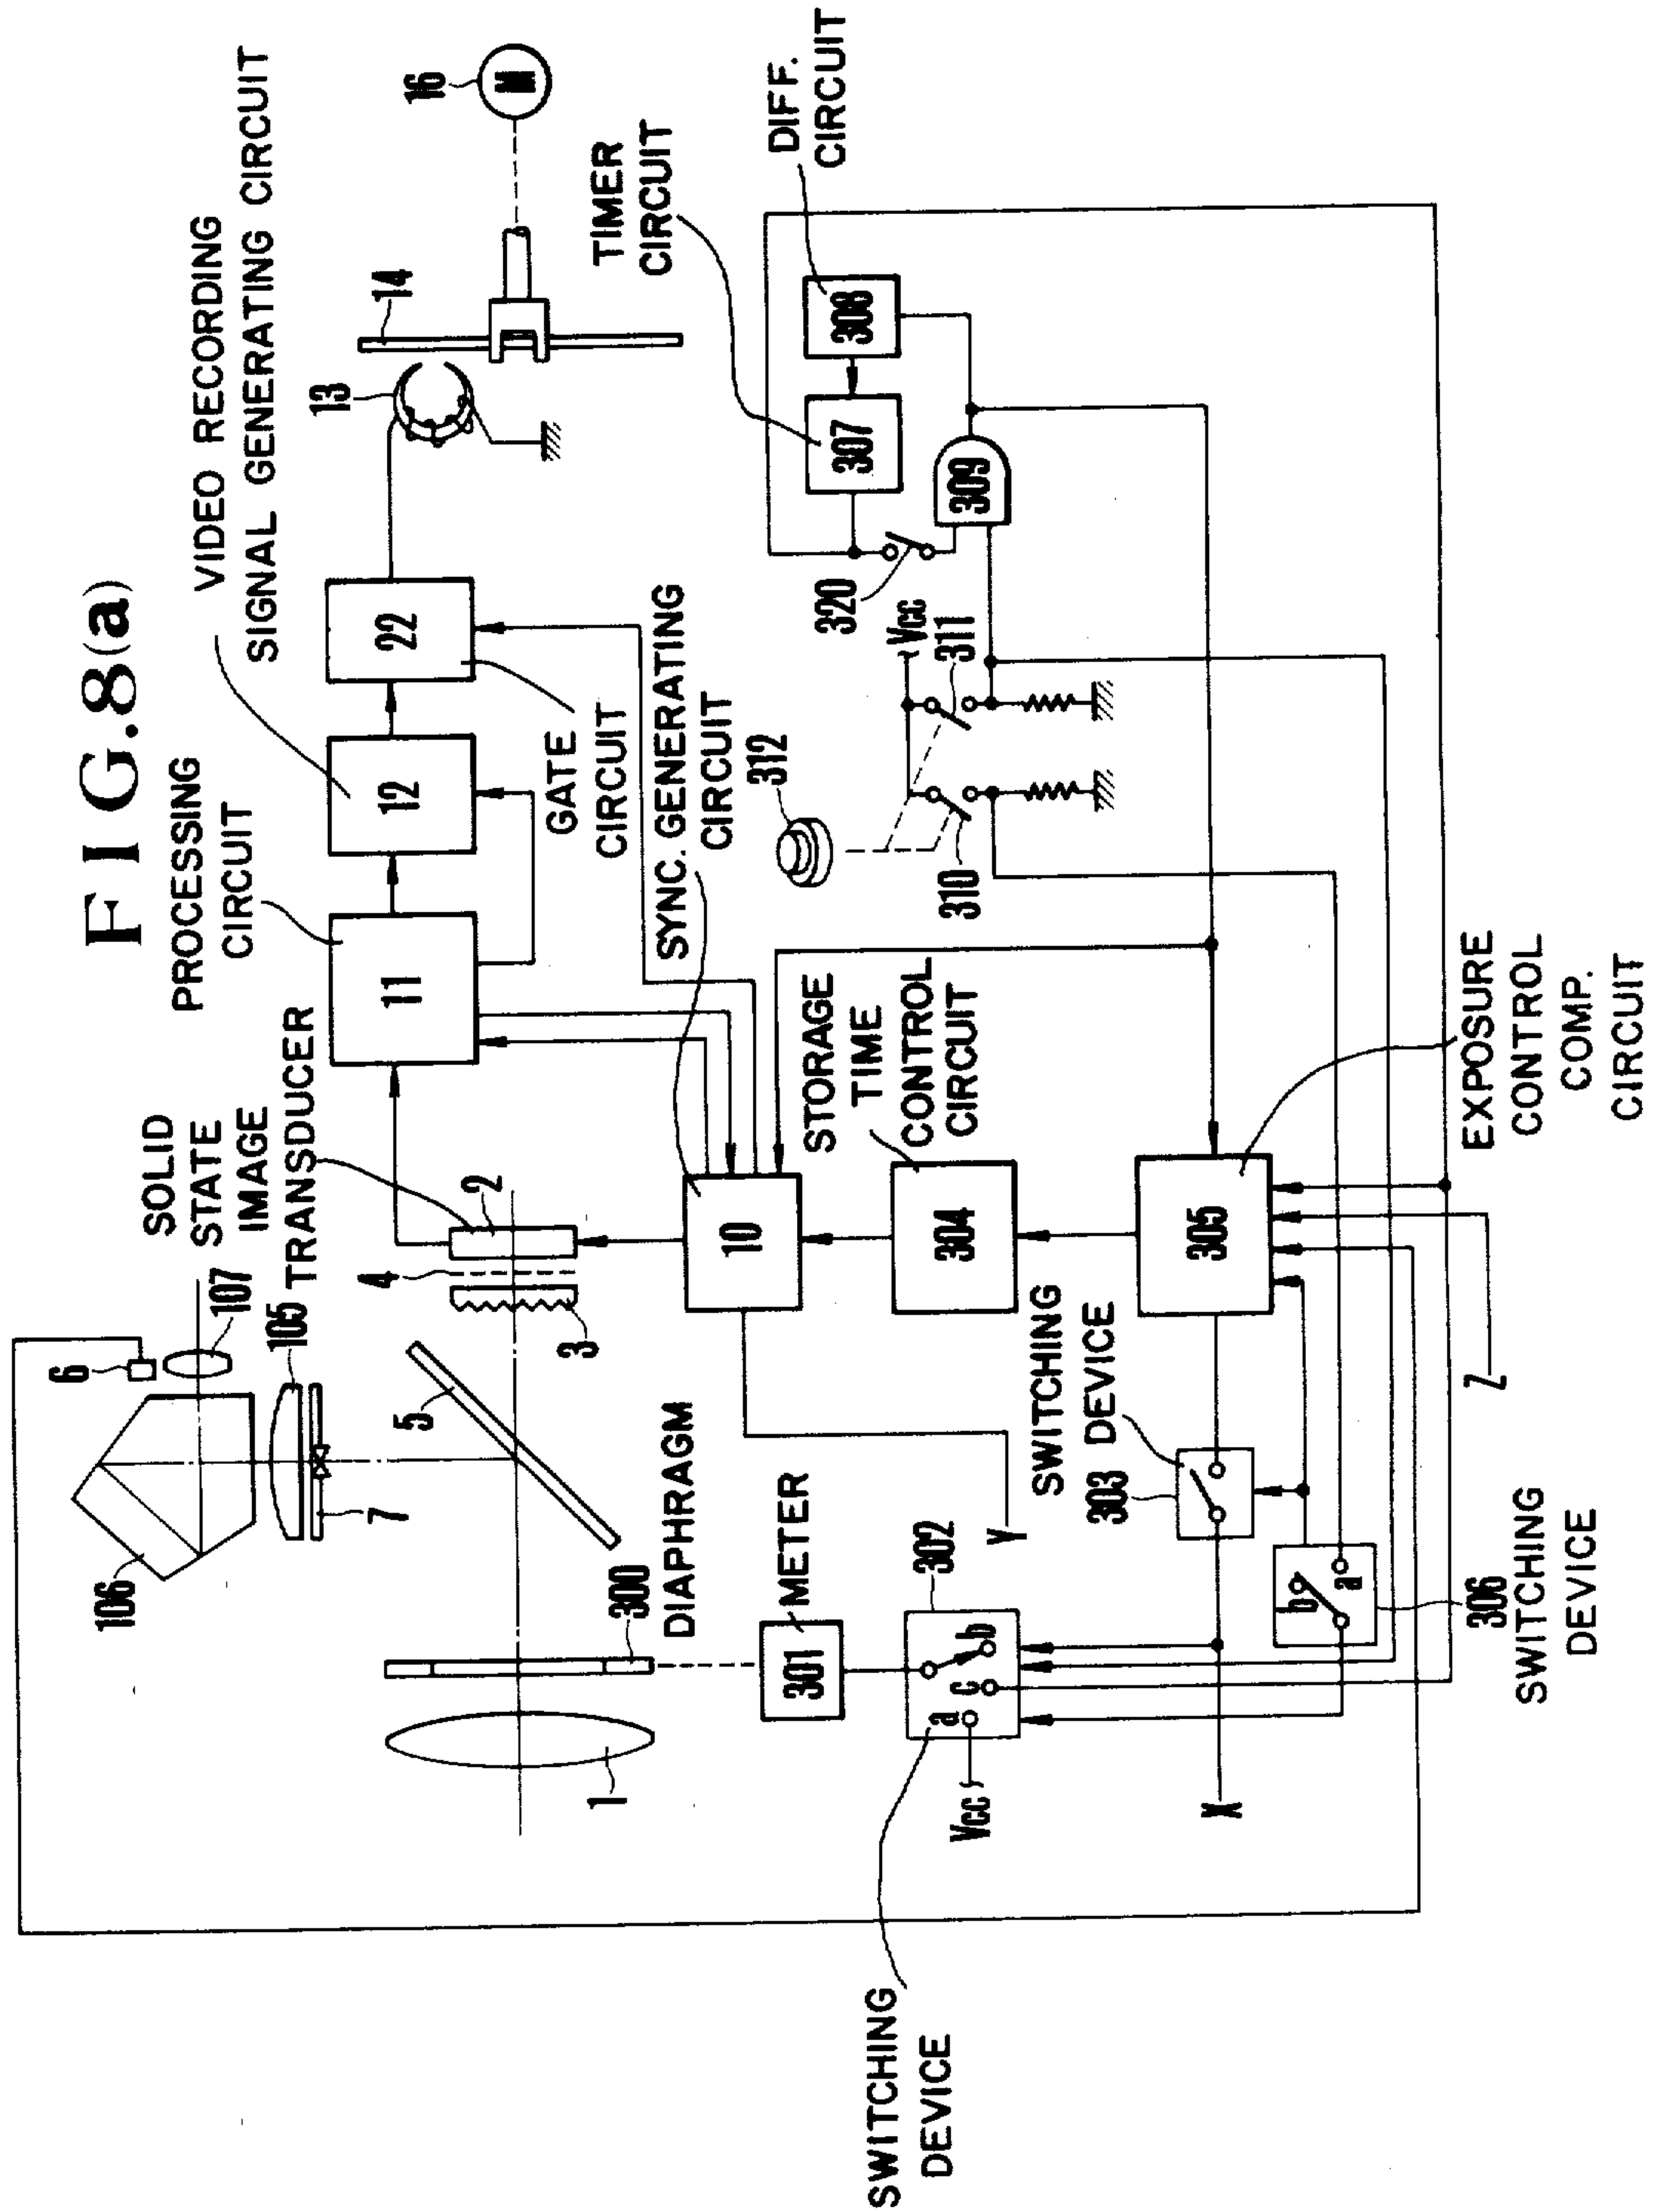 FIG.8(a)
SOLID
STATE
IMAGE
TRANSDUCER
PROCESSING
CIRCUIT
VIDEO RECORDING
SIGNAL GENERATING CIRCUIT
6
107
105
106
7
5
4
2
3
11
12
22
13
14
16
M
GATE
CIRCUIT
SYNC. GENERATING
CIRCUIT
TIMER
CIRCUIT
DIFF.
CIRCUIT
1
300
DIAPHRAGM
301
METER
302
a
c
b
Vcc
SWITCHING
DEVICE
Y
10
STORAGE
TIME
CONTROL
CIRCUIT
304
312
310
311
Vcc
320
307
308
309
X
303
SWITCHING
DEVICE
305
b
a
306
SWITCHING
DEVICE
Z
EXPOSURE
CONTROL
COMP.
CIRCUIT